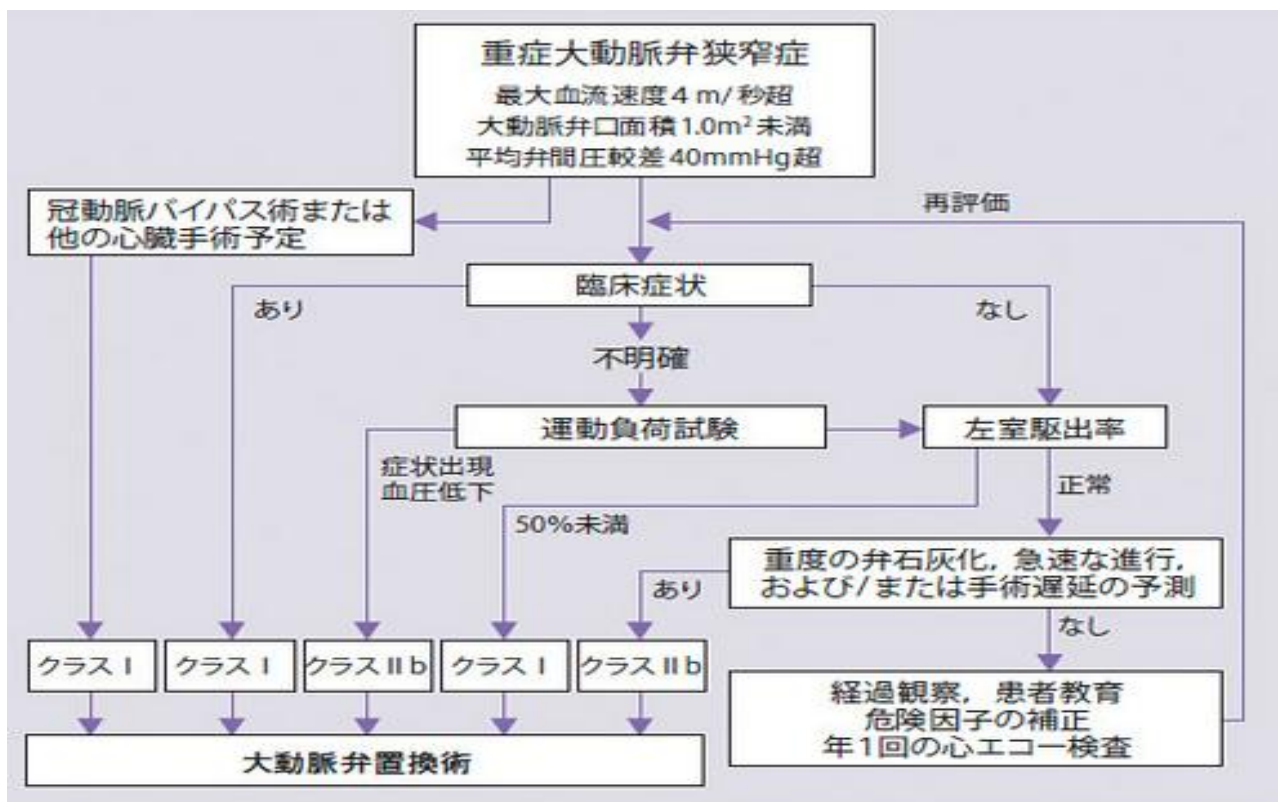 重症大動脈弁狭窄症
最大血流速度4 m/秒超
大動脈弁口面積1.0m²未満
平均弁間圧較差40mmHg超
冠動脈バイパス術または
他の心臓手術予定
再評価
臨床症状
あり
なし
不明確
運動負荷試験
左室駆出率
症状出現
血圧低下
正常
50%未満
重度の弁石灰化，急速な進行，
および/または手術遅延の予測
あり
なし
クラス I
クラス I
クラス II b
クラス I
クラス II b
経過観察，患者教育
危険因子の補正
年1回の心エコー検査
大動脈弁置換術